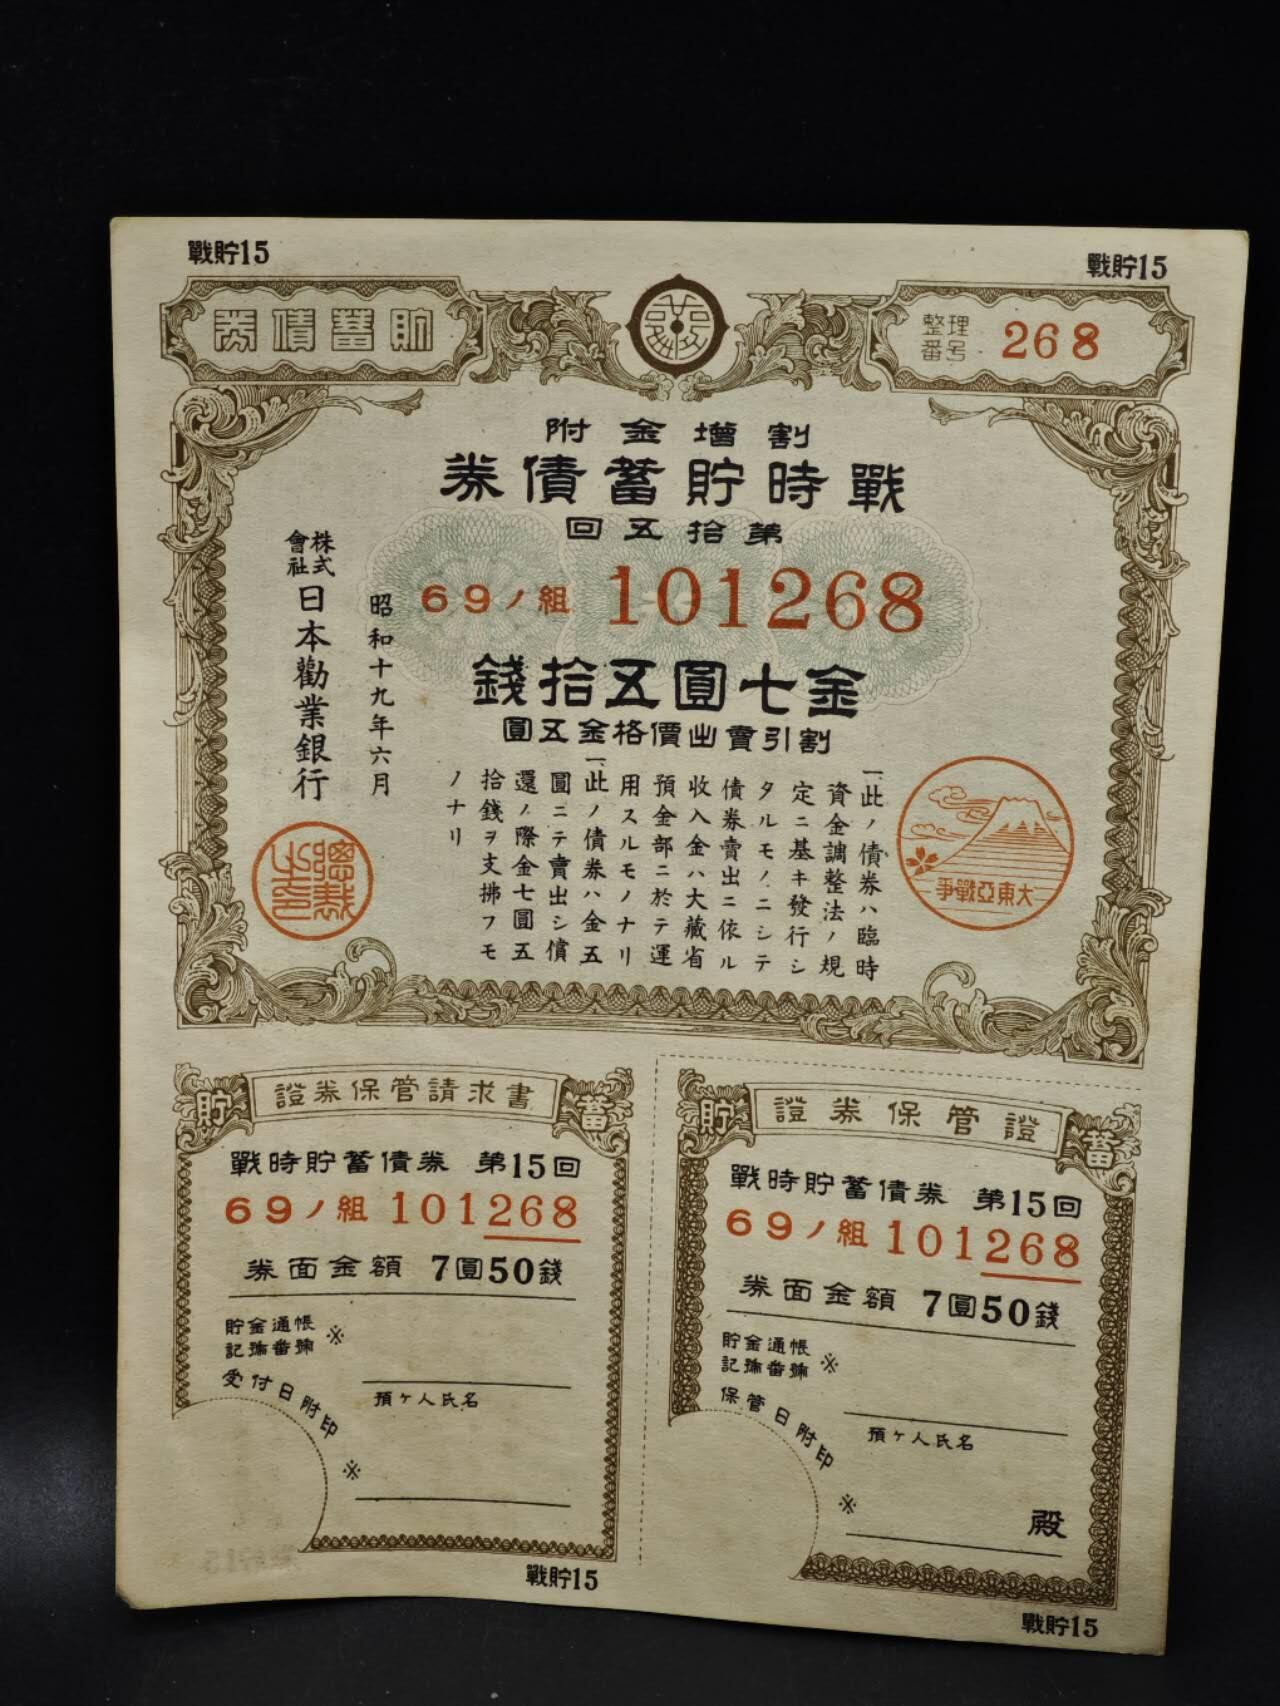 戰貯15
戰貯15
券債蓄貯
整理
番号
268
附金增割
券債蓄貯時戰
回五拾第
69ノ組 101268
錢拾五圓七金
圓五金格價出賣引割
一、此ノ債券ハ臨時
資金調整法ノ規
定ニ基キ發行シ
タルモノニシテ
債券賣出ニ依ル
收入金ハ大藏省
預金部ニ於テ運
用スルモノナリ
一、此ノ債券ハ金五
圓ニテ賣出シ償
還ノ際金七圓五
拾錢ヲ支拂フモ
ノナリ
昭和十九年六月
株式
會社
日本勸業銀行
總裁
之印
爭戰亞東大
貯
證券保管請求書
蓄
戰時貯蓄債券 第15回
69ノ組 101268
券面金額 7圓50錢
貯金通帳
記號番號
※
受付日附印
預ケ人氏名
※
戰貯15
貯
證券保管證
蓄
戰時貯蓄債券 第15回
69ノ組 101268
券面金額 7圓50錢
貯金通帳
記號番號
※
保管日附印
預ケ人氏名
※
殿
戰貯15